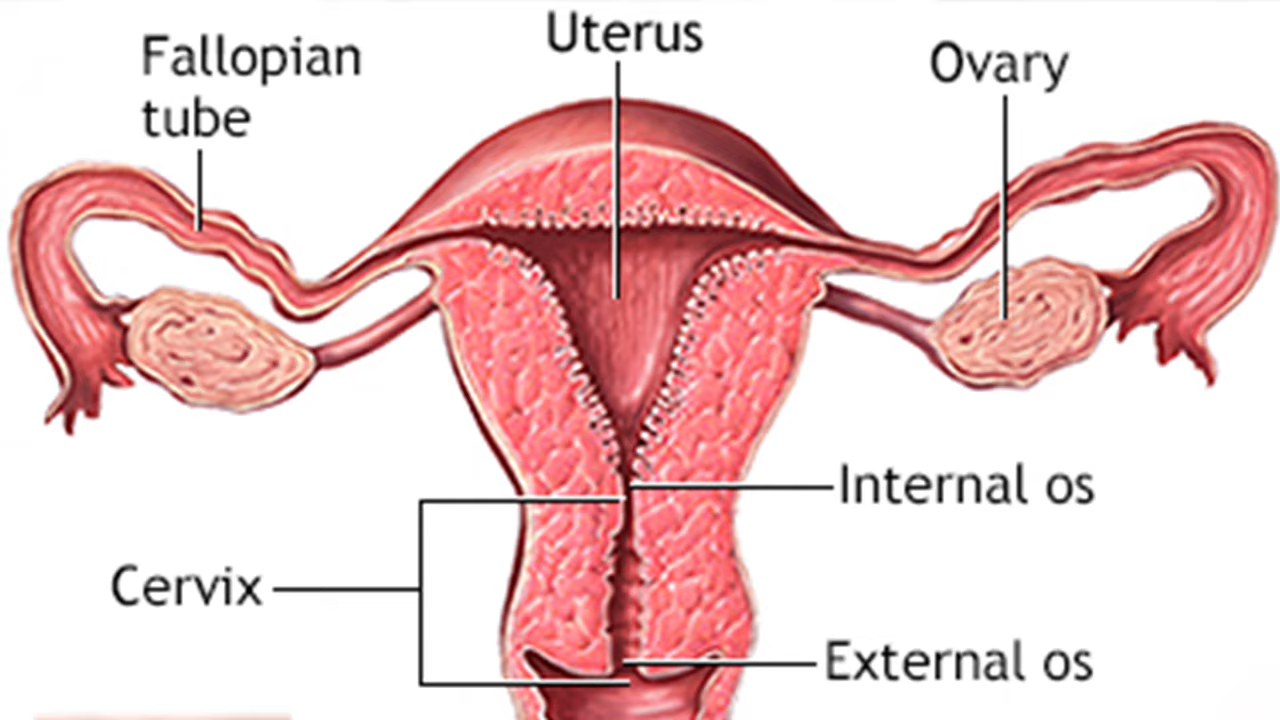 Fallopian
tube
Uterus
Ovary
Internal os
Cervix
External os